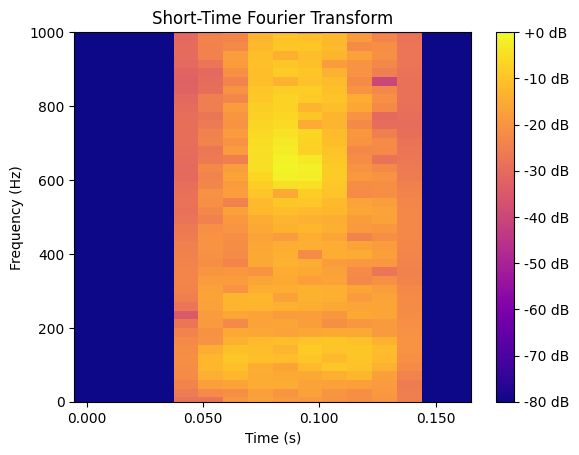 Short-Time Fourier Transform
Frequency (Hz)
1000
800
600
400
200
0
0.000
0.050
0.100
0.150
Time (s)
+0 dB
-10 dB
-20 dB
-30 dB
-40 dB
-50 dB
-60 dB
-70 dB
-80 dB